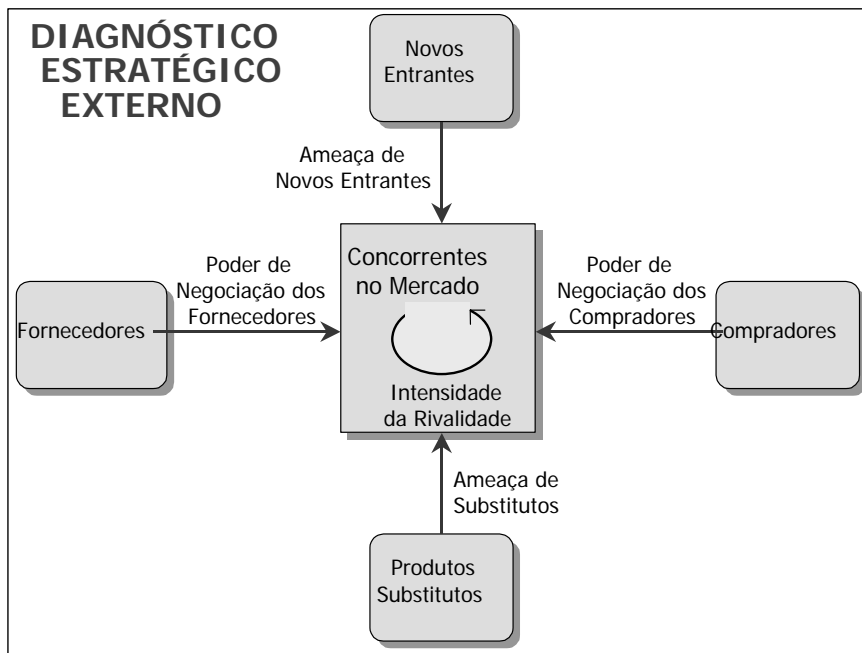 DIAGNÓSTICO
ESTRATÉGICO
EXTERNO
Novos
Entrantes
Ameaça de
Novos Entrantes
Concorrentes
no Mercado
Intensidade
da Rivalidade
Poder de
Negociação dos
Fornecedores
Fornecedores
Poder de
Negociação dos
Compradores
Compradores
Ameaça de
Substitutos
Produtos
Substitutos